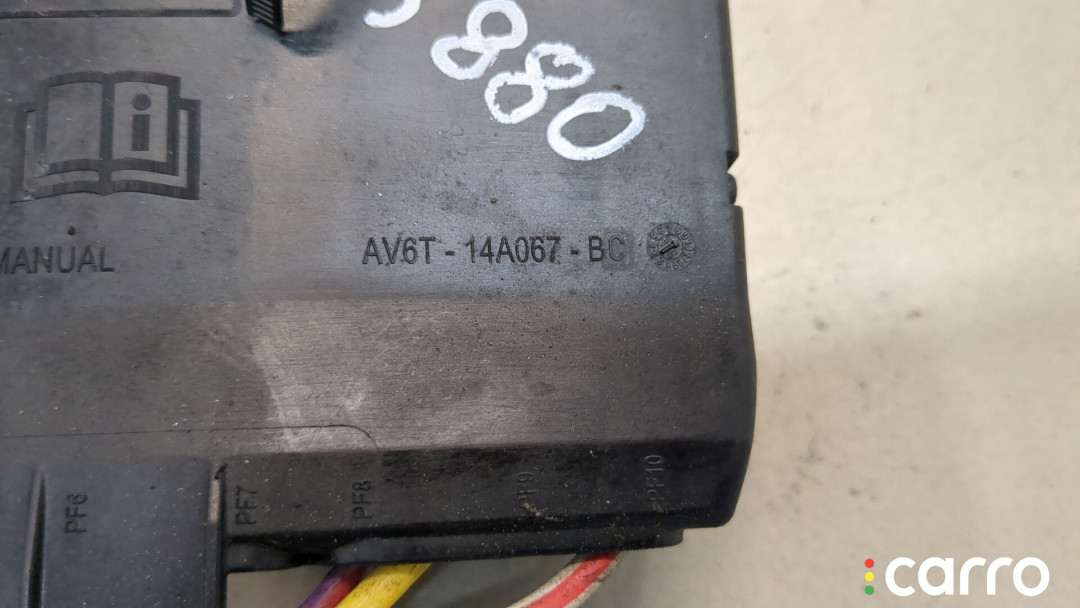 880
MANUAL
AV6T - 14A067 - BC
PF6
PF7
PF8
PF9
PF10
carro